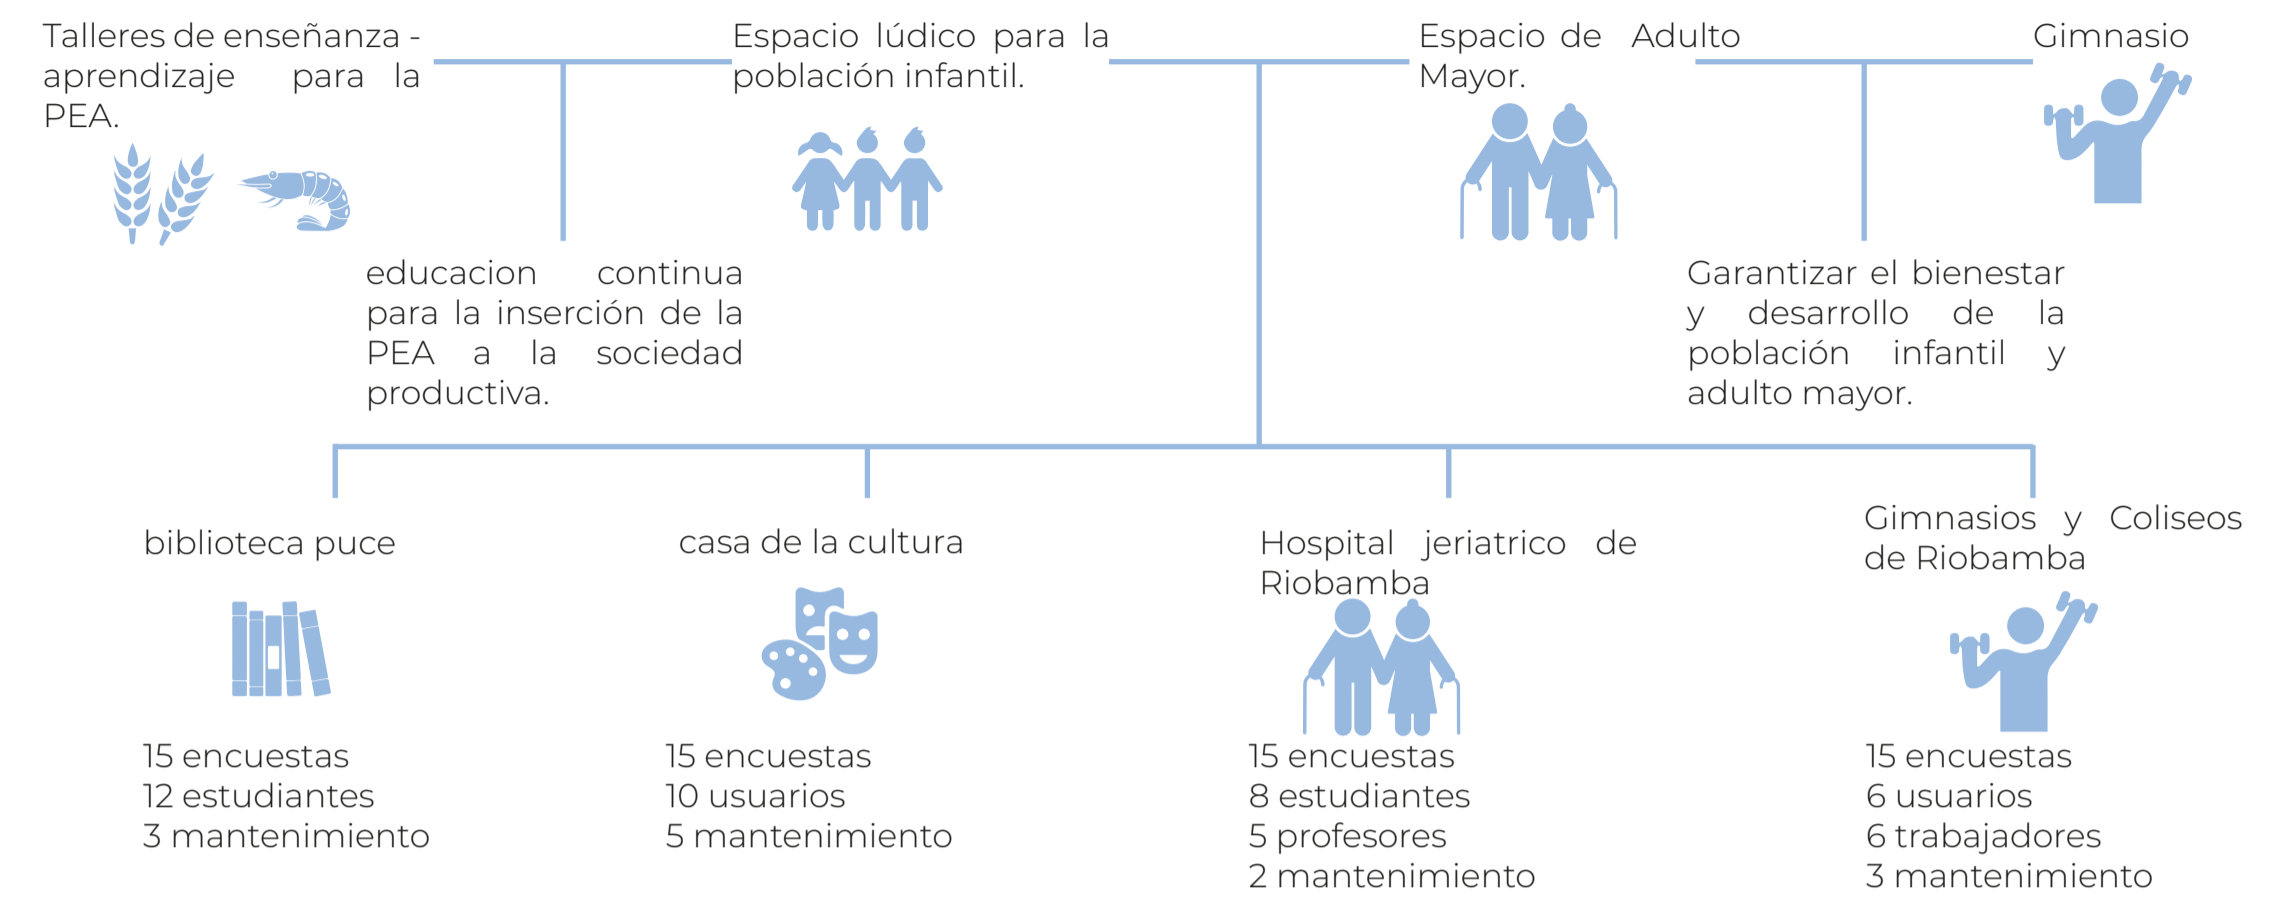 Talleres de enseñanza -
aprendizaje para la
PEA.
Espacio lúdico para la
población infantil.
Espacio de Adulto
Mayor.
Gimnasio
educacion continua
para la inserción de la
PEA a la sociedad
productiva.
Garantizar el bienestar
y desarrollo de la
población infantil y
adulto mayor.
biblioteca puce
15 encuestas
12 estudiantes
3 mantenimiento
casa de la cultura
15 encuestas
10 usuarios
5 mantenimiento
Hospital jeriatrico de
Riobamba
15 encuestas
8 estudiantes
5 profesores
2 mantenimiento
Gimnasios y Coliseos
de Riobamba
15 encuestas
6 usuarios
6 trabajadores
3 mantenimiento